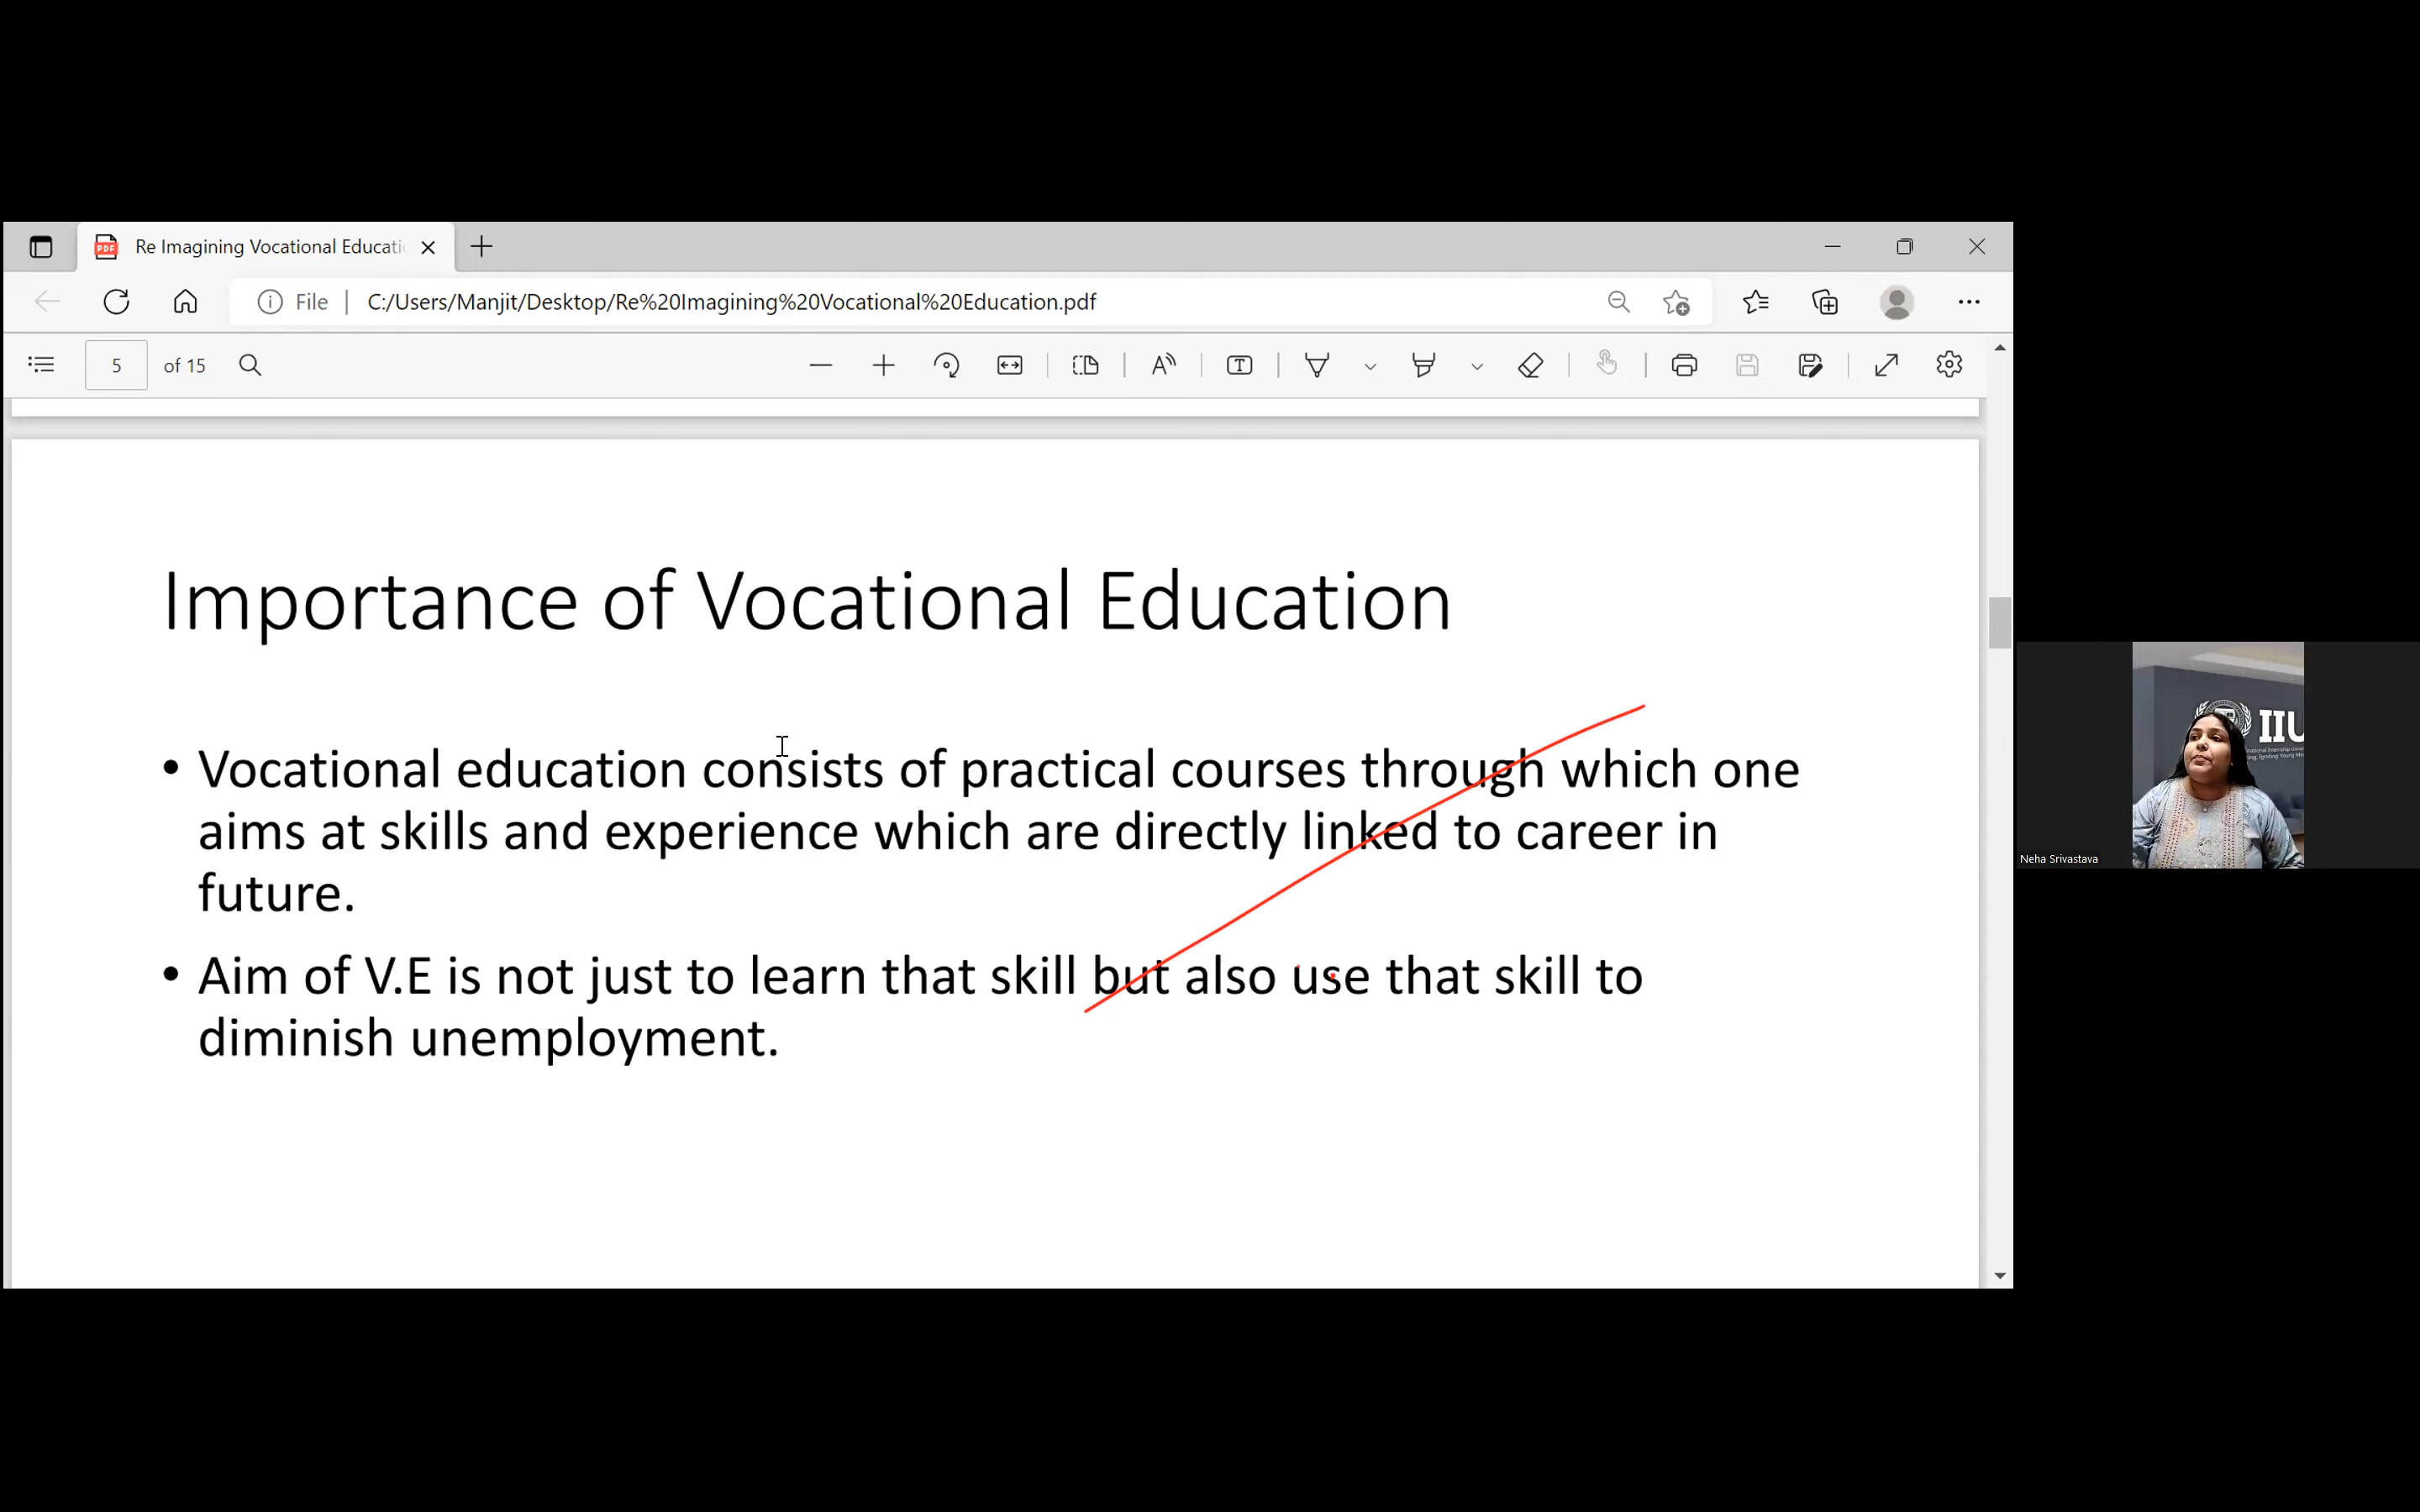 Re Imagining Vocational Educati
File
C:/Users/Manjit/Desktop/Re%20Imagining%20Vocational%20Education.pdf
5 of 15
Importance of Vocational Education
• Vocational education consists of practical courses through which one
aims at skills and experience which are directly linked to career in
future.
• Aim of V.E is not just to learn that skill but also use that skill to
diminish unemployment.
IIU
Neha Srivastava